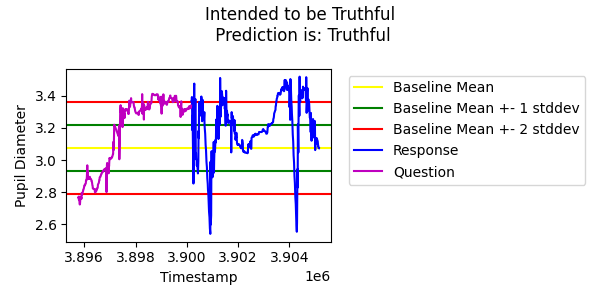 Intended to be Truthful
Prediction is: Truthful
Pupil Diameter
3.4
3.2
3.0
2.8
2.6
3.896
3.898
3.900
3.902
3.904
1e6
Timestamp
Baseline Mean
Baseline Mean +- 1 stddev
Baseline Mean +- 2 stddev
Response
Question